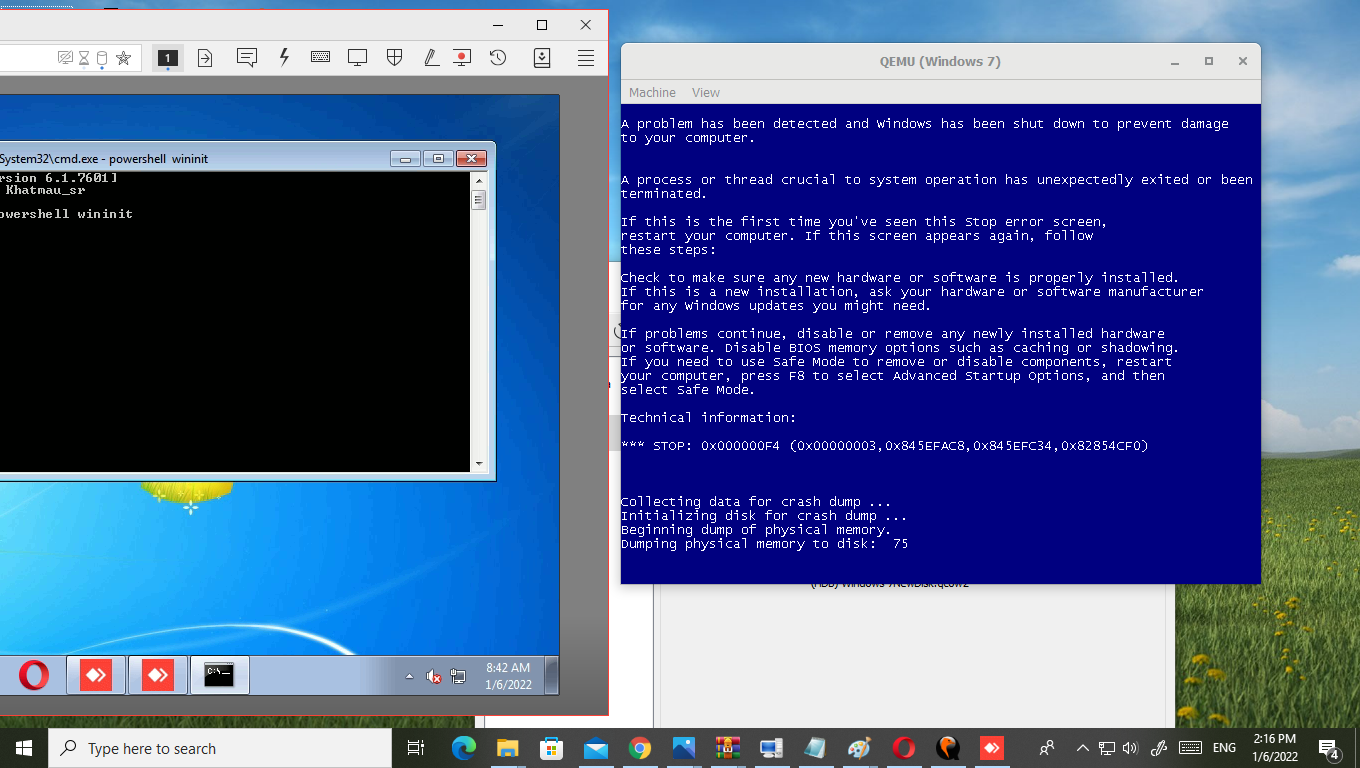 1
System32\cmd.exe - powershell wininit
rsion 6.1.7601]
Khatmau_sr
owershell wininit
8:42 AM
1/6/2022
QEMU (Windows 7)
Machine View
A problem has been detected and Windows has been shut down to prevent damage
to your computer.
A process or thread crucial to system operation has unexpectedly exited or been
terminated.
If this is the first time you've seen this Stop error screen,
restart your computer. If this screen appears again, follow
these steps:
Check to make sure any new hardware or software is properly installed.
If this is a new installation, ask your hardware or software manufacturer
for any Windows updates you might need.
If problems continue, disable or remove any newly installed hardware
or software. Disable BIOS memory options such as caching or shadowing.
If you need to use Safe Mode to remove or disable components, restart
your computer, press F8 to select Advanced Startup Options, and then
select Safe Mode.
Technical information:
*** STOP: 0x000000F4 (0x00000003,0x845EFAC8,0x845EFC34,0x82854CF0)
Collecting data for crash dump ...
Initializing disk for crash dump ...
Beginning dump of physical memory.
Dumping physical memory to disk: 75
(HDD) Windows 7NewDisk.qcow2
Type here to search
ENG
2:16 PM
1/6/2022
4